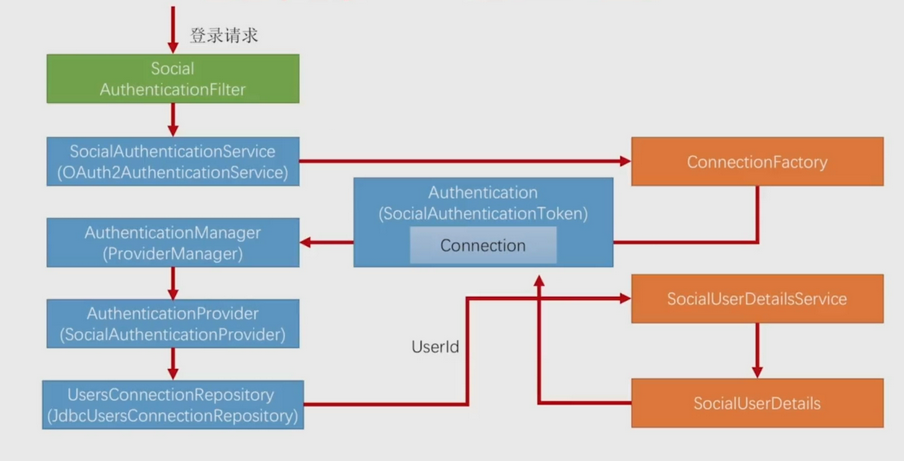 登录请求
Social
AuthenticationFilter
SocialAuthenticationService
(OAuth2AuthenticationService)
ConnectionFactory
Authentication
(SocialAuthenticationToken)
Connection
AuthenticationManager
(ProviderManager)
AuthenticationProvider
(SocialAuthenticationProvider)
SocialUserDetailsService
UserId
UsersConnectionRepository
(JdbcUsersConnectionRepository)
SocialUserDetails